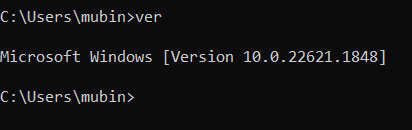 C:\Users\mubin>ver
Microsoft Windows [Version 10.0.22621.1848]
C:\Users\mubin>